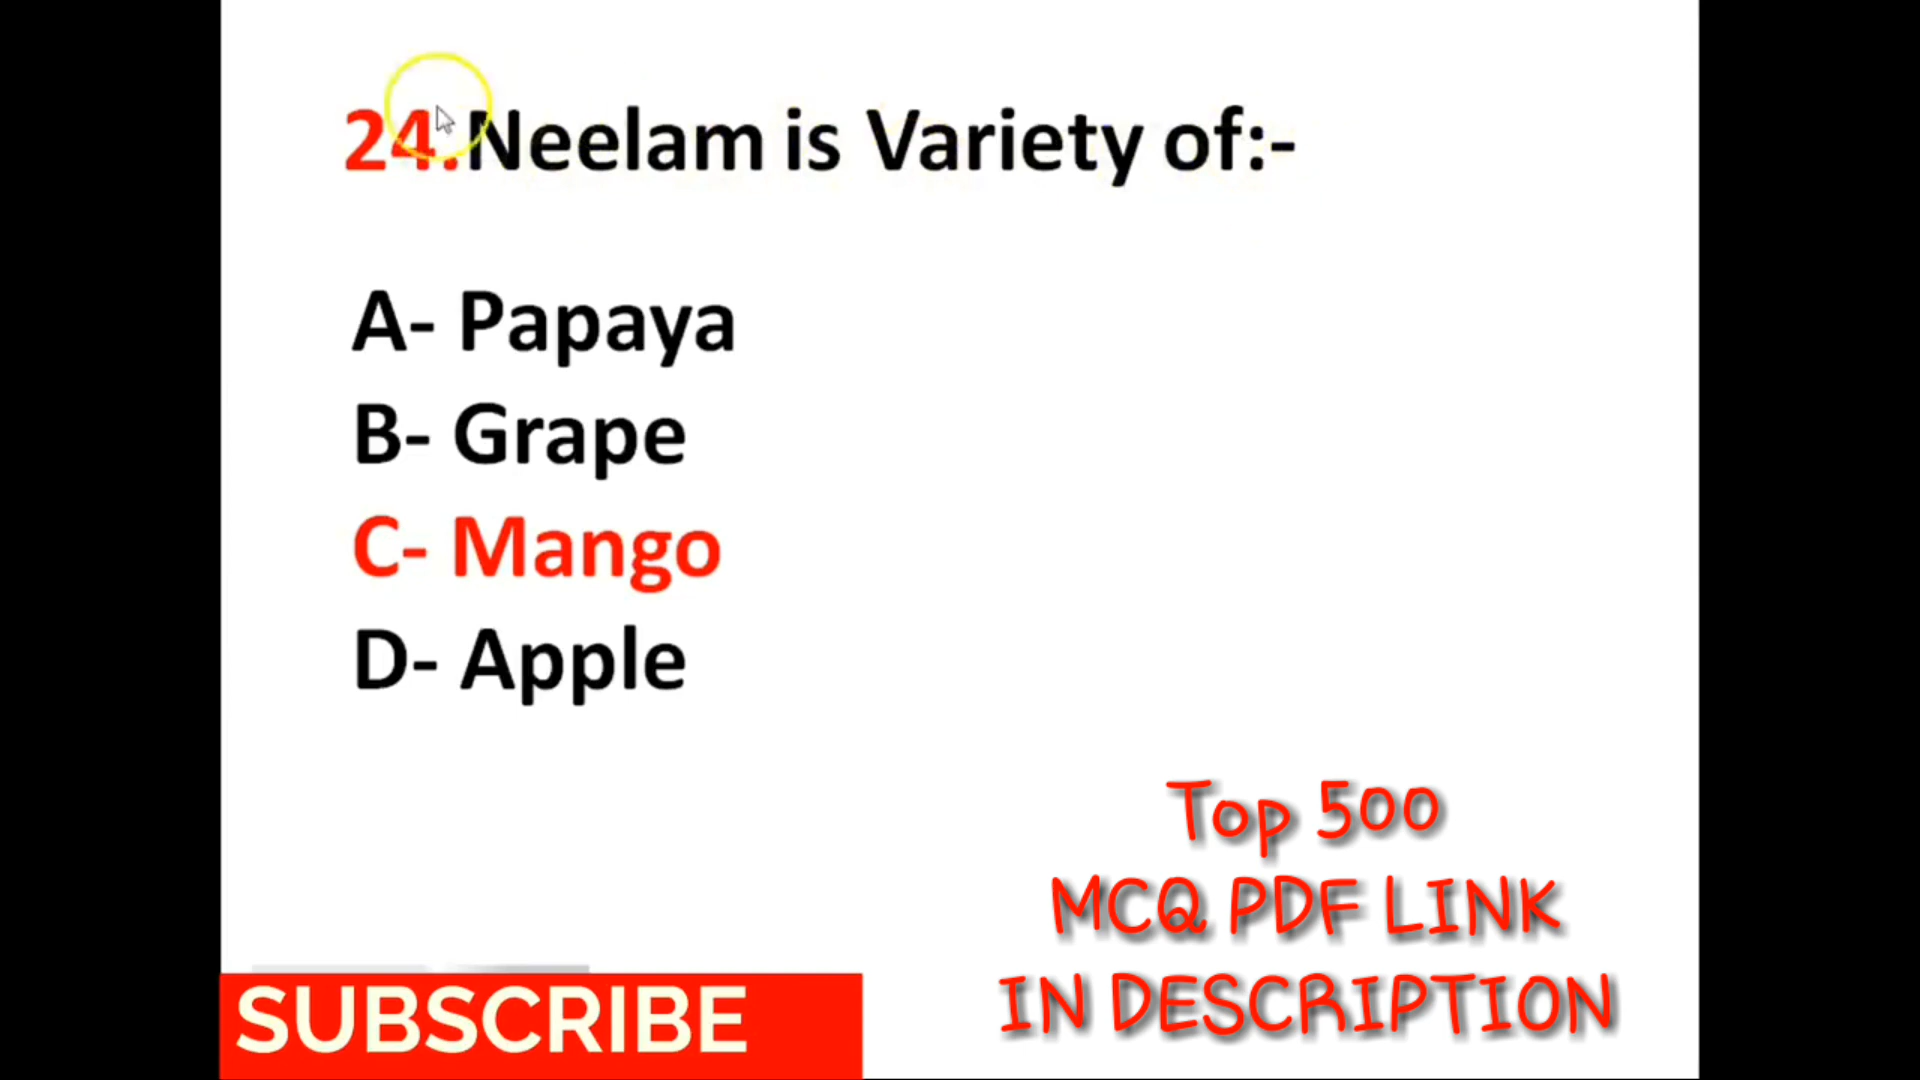 24.Neelam is Variety of:-
A- Papaya
B- Grape
C- Mango
D- Apple
Top 500
MCQ PDF LINK
IN DESCRIPTION
SUBSCRIBE